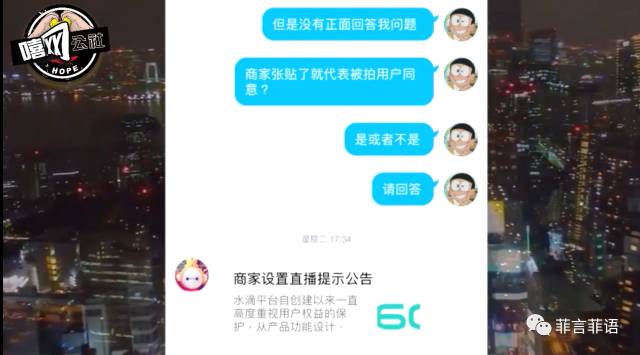 嘻双公社
HOPE
但是没有正面回答我问题
商家张贴了就代表被拍用户同
意？
是或者不是
请回答
星期二 17:34
商家设置直播提示公告
水滴平台自创建以来一直
高度重视用户权益的保
护，从产品功能设计、
菲言菲语